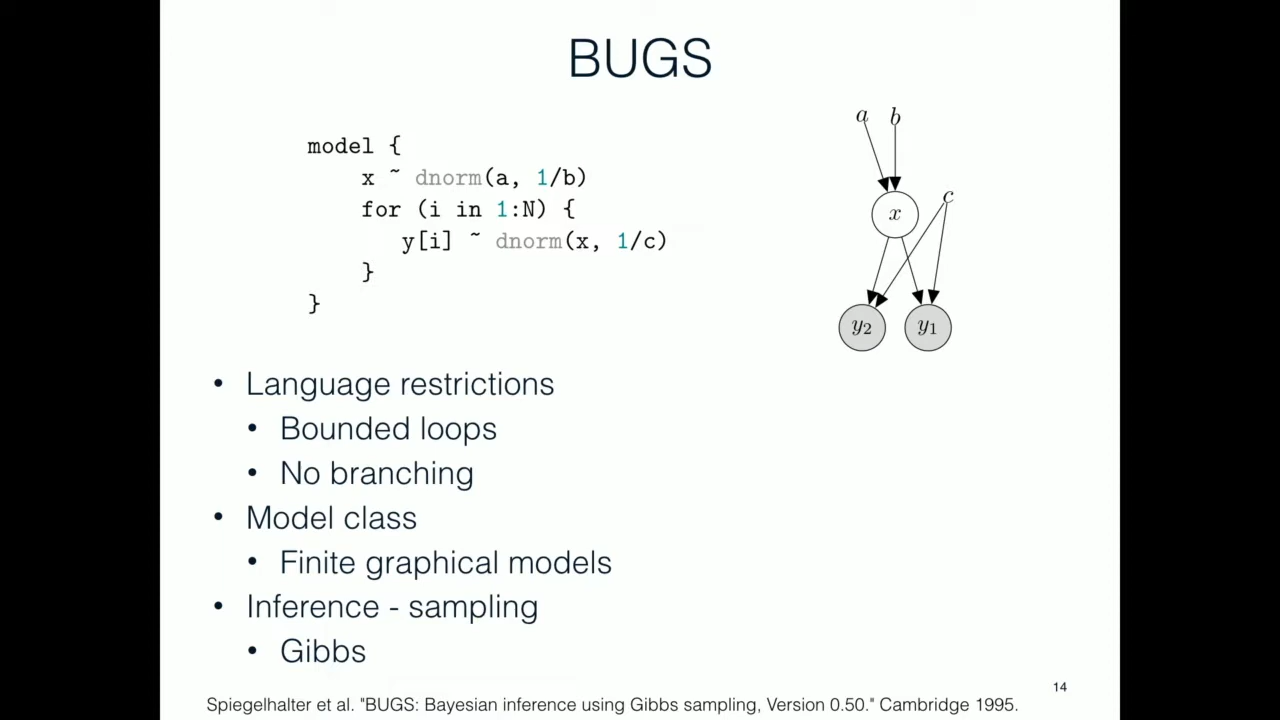 BUGS
model {
x ~ dnorm(a, 1/b)
for (i in 1:N) {
y[i] ~ dnorm(x, 1/c)
}
}
a b
c
x
y₂ y₁
• Language restrictions
• Bounded loops
• No branching
• Model class
• Finite graphical models
• Inference - sampling
• Gibbs
14
Spiegelhalter et al. "BUGS: Bayesian inference using Gibbs sampling, Version 0.50." Cambridge 1995.